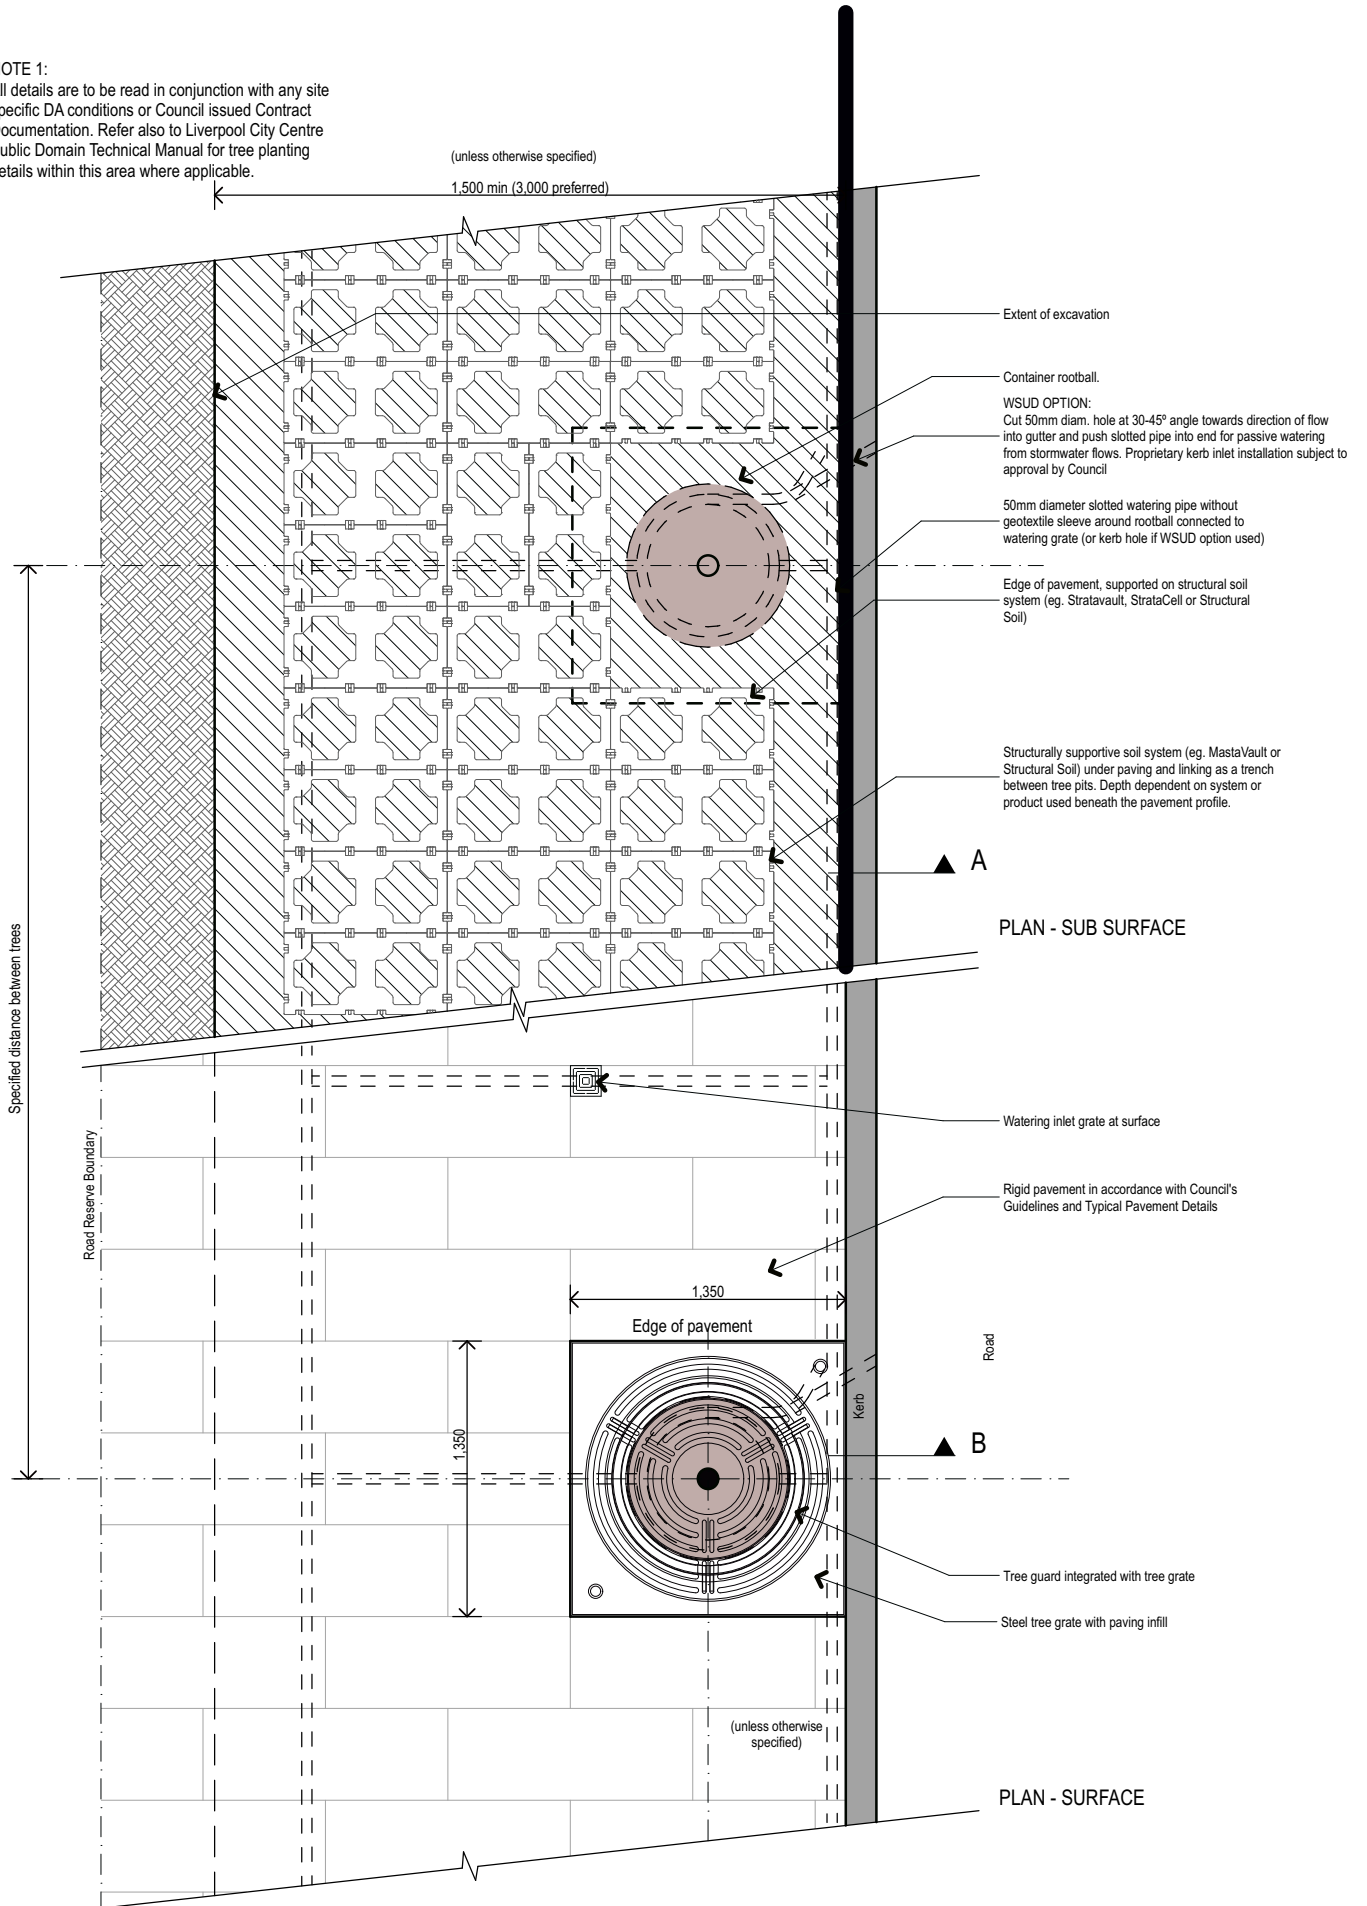 OTE 1:
ll details are to be read in conjunction with any site
pecific DA conditions or Council issued Contract
ocumentation. Refer also to Liverpool City Centre
ublic Domain Technical Manual for tree planting
etails within this area where applicable.
(unless otherwise specified)
1,500 min (3,000 preferred)
Extent of excavation
Container rootball.
WSUD OPTION:
Cut 50mm diam. hole at 30-45º angle towards direction of flow
into gutter and push slotted pipe into end for passive watering
from stormwater flows. Proprietary kerb inlet installation subject to
approval by Council
50mm diameter slotted watering pipe without
geotextile sleeve around rootball connected to
watering grate (or kerb hole if WSUD option used)
Edge of pavement, supported on structural soil
system (eg. Stratavault, StrataCell or Structural
Soil)
Structurally supportive soil system (eg. MastaVault or
Structural Soil) under paving and linking as a trench
between tree pits. Depth dependent on system or
product used beneath the pavement profile.
A
PLAN - SUB SURFACE
Specified distance between trees
Road Reserve Boundary
Watering inlet grate at surface
Rigid pavement in accordance with Council's
Guidelines and Typical Pavement Details
1,350
Edge of pavement
Road
Kerb
1,350
B
Tree guard integrated with tree grate
Steel tree grate with paving infill
(unless otherwise
specified)
PLAN - SURFACE